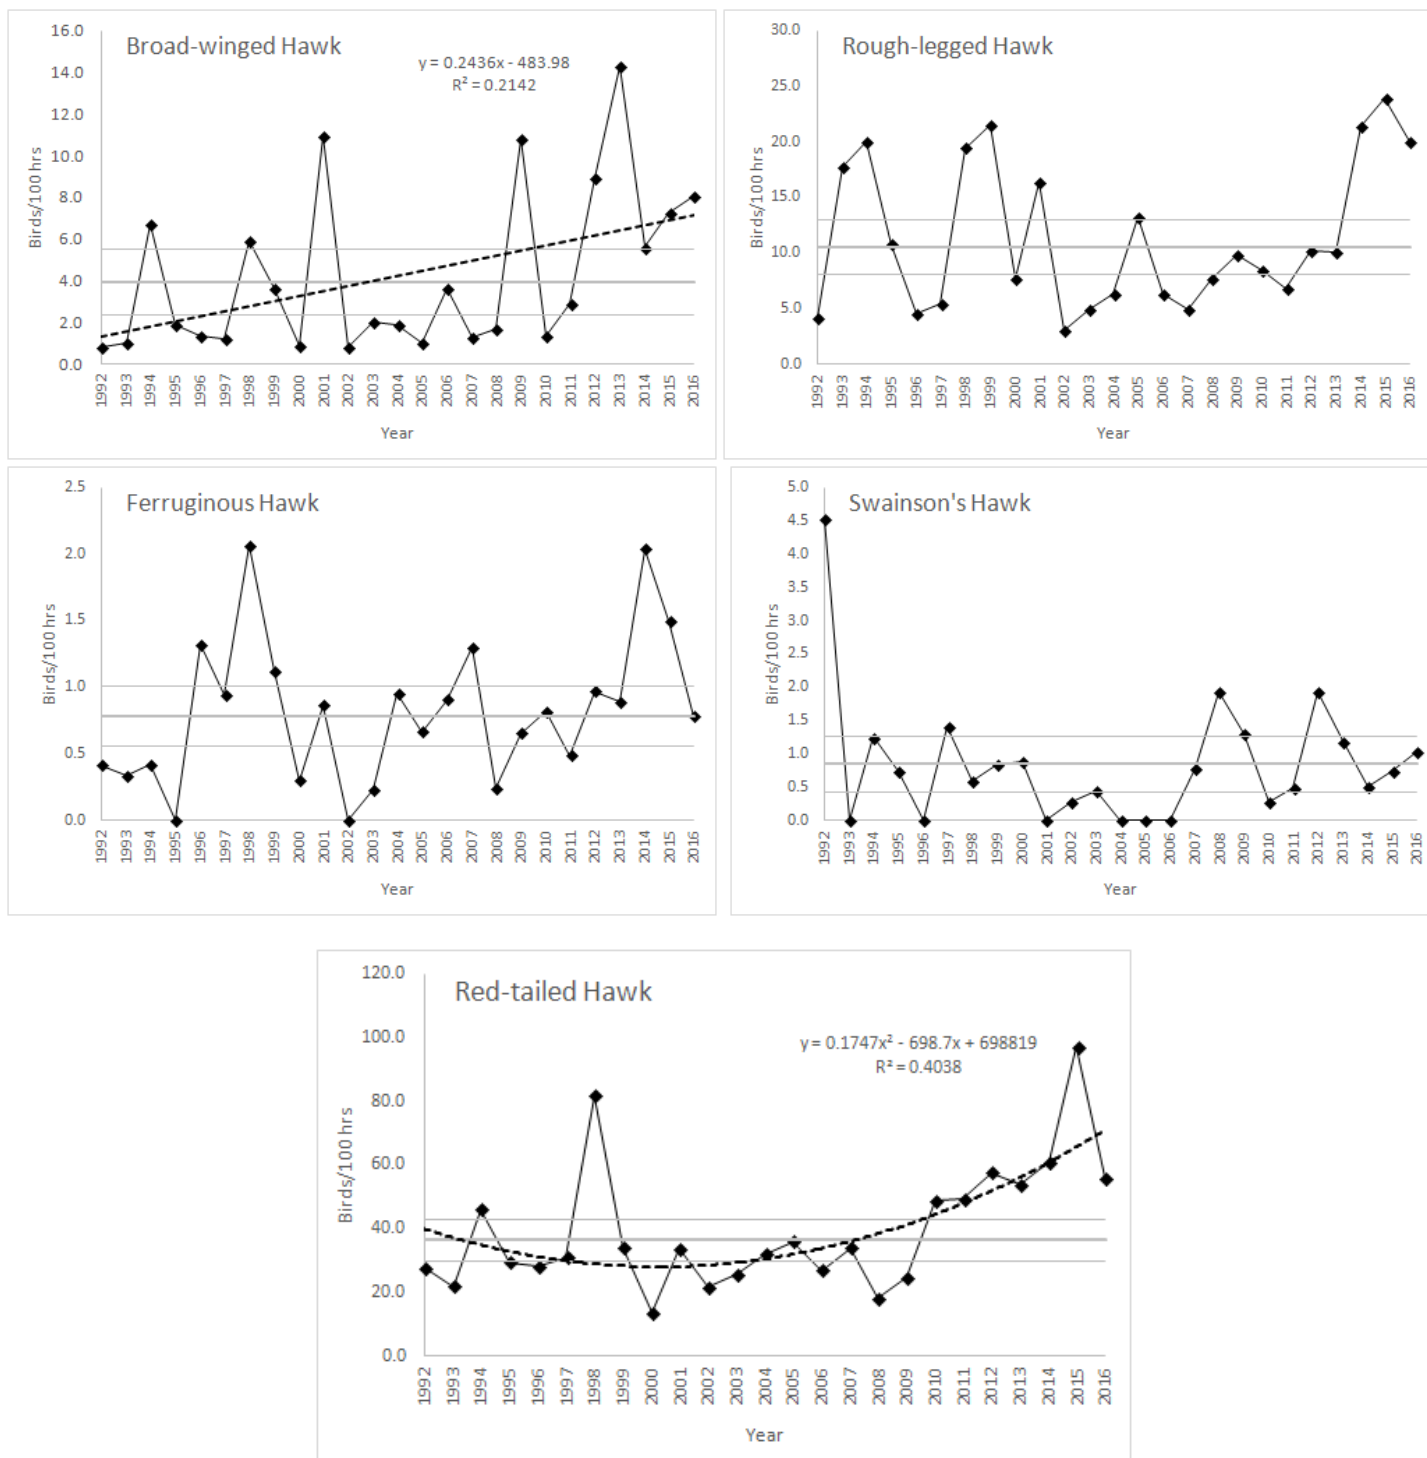 Broad-winged Hawk
y = 0.2436x - 483.98
R² = 0.2142
16.0
14.0
12.0
10.0
8.0
6.0
4.0
2.0
0.0
Birds/100 hrs
1992 1993 1994 1995 1996 1997 1998 1999 2000 2001 2002 2003 2004 2005 2006 2007 2008 2009 2010 2011 2012 2013 2014 2015 2016
Year
Rough-legged Hawk
30.0
25.0
20.0
15.0
10.0
5.0
0.0
Birds/100 hrs
1992 1993 1994 1995 1996 1997 1998 1999 2000 2001 2002 2003 2004 2005 2006 2007 2008 2009 2010 2011 2012 2013 2014 2015 2016
Year
Ferruginous Hawk
2.5
2.0
1.5
1.0
0.5
0.0
Birds/100 hrs
1992 1993 1994 1995 1996 1997 1998 1999 2000 2001 2002 2003 2004 2005 2006 2007 2008 2009 2010 2011 2012 2013 2014 2015 2016
Year
Swainson's Hawk
5.0
4.5
4.0
3.5
3.0
2.5
2.0
1.5
1.0
0.5
0.0
Birds/100 hrs
1992 1993 1994 1995 1996 1997 1998 1999 2000 2001 2002 2003 2004 2005 2006 2007 2008 2009 2010 2011 2012 2013 2014 2015 2016
Year
Red-tailed Hawk
y = 0.1747x² - 698.7x + 698819
R² = 0.4038
120.0
100.0
80.0
60.0
40.0
20.0
0.0
Birds/100 hrs
1992 1993 1994 1995 1996 1997 1998 1999 2000 2001 2002 2003 2004 2005 2006 2007 2008 2009 2010 2011 2012 2013 2014 2015 2016
Year